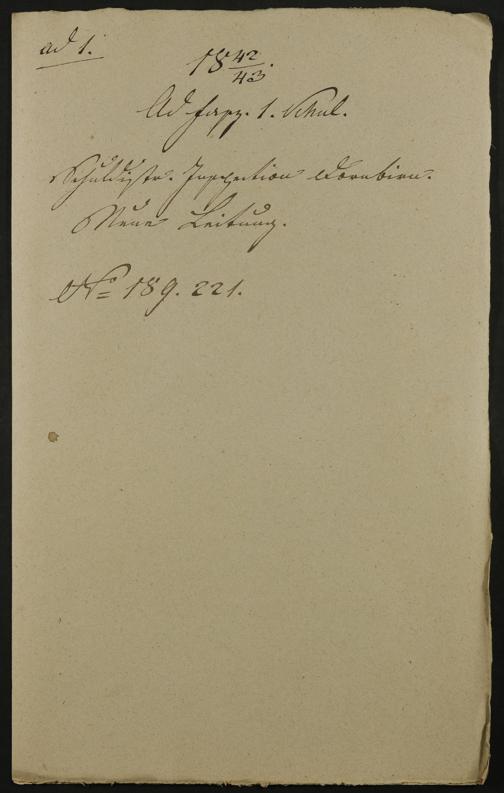 ad 1.
18 42/43.
Ad fasz. 1. Schul.
Schuldistr. Inspection Dornbirn.
Neue Leitung.
No 189. 221.